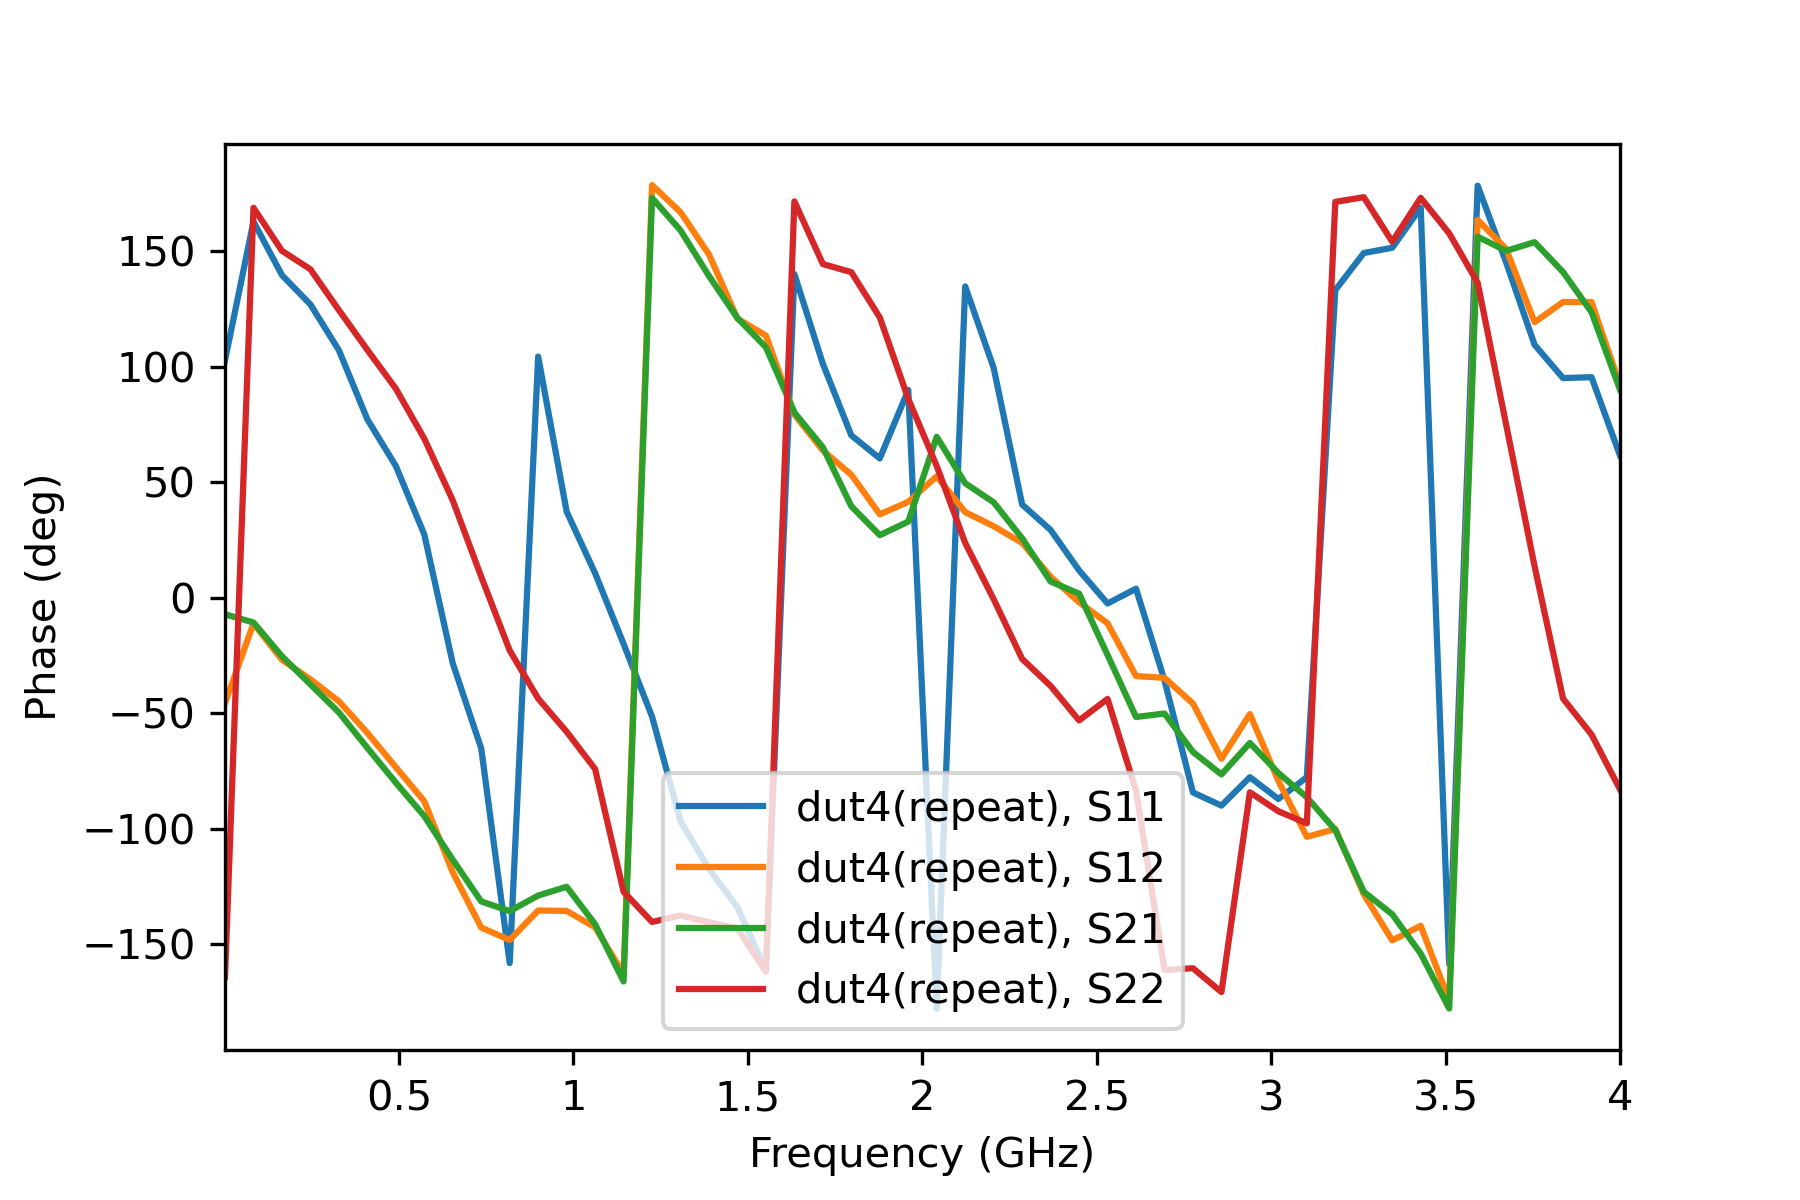 Phase (deg)
150
100
50
0
−50
−100
−150
dut4(repeat), S11
dut4(repeat), S12
dut4(repeat), S21
dut4(repeat), S22
0.5 1 1.5 2 2.5 3 3.5 4
Frequency (GHz)